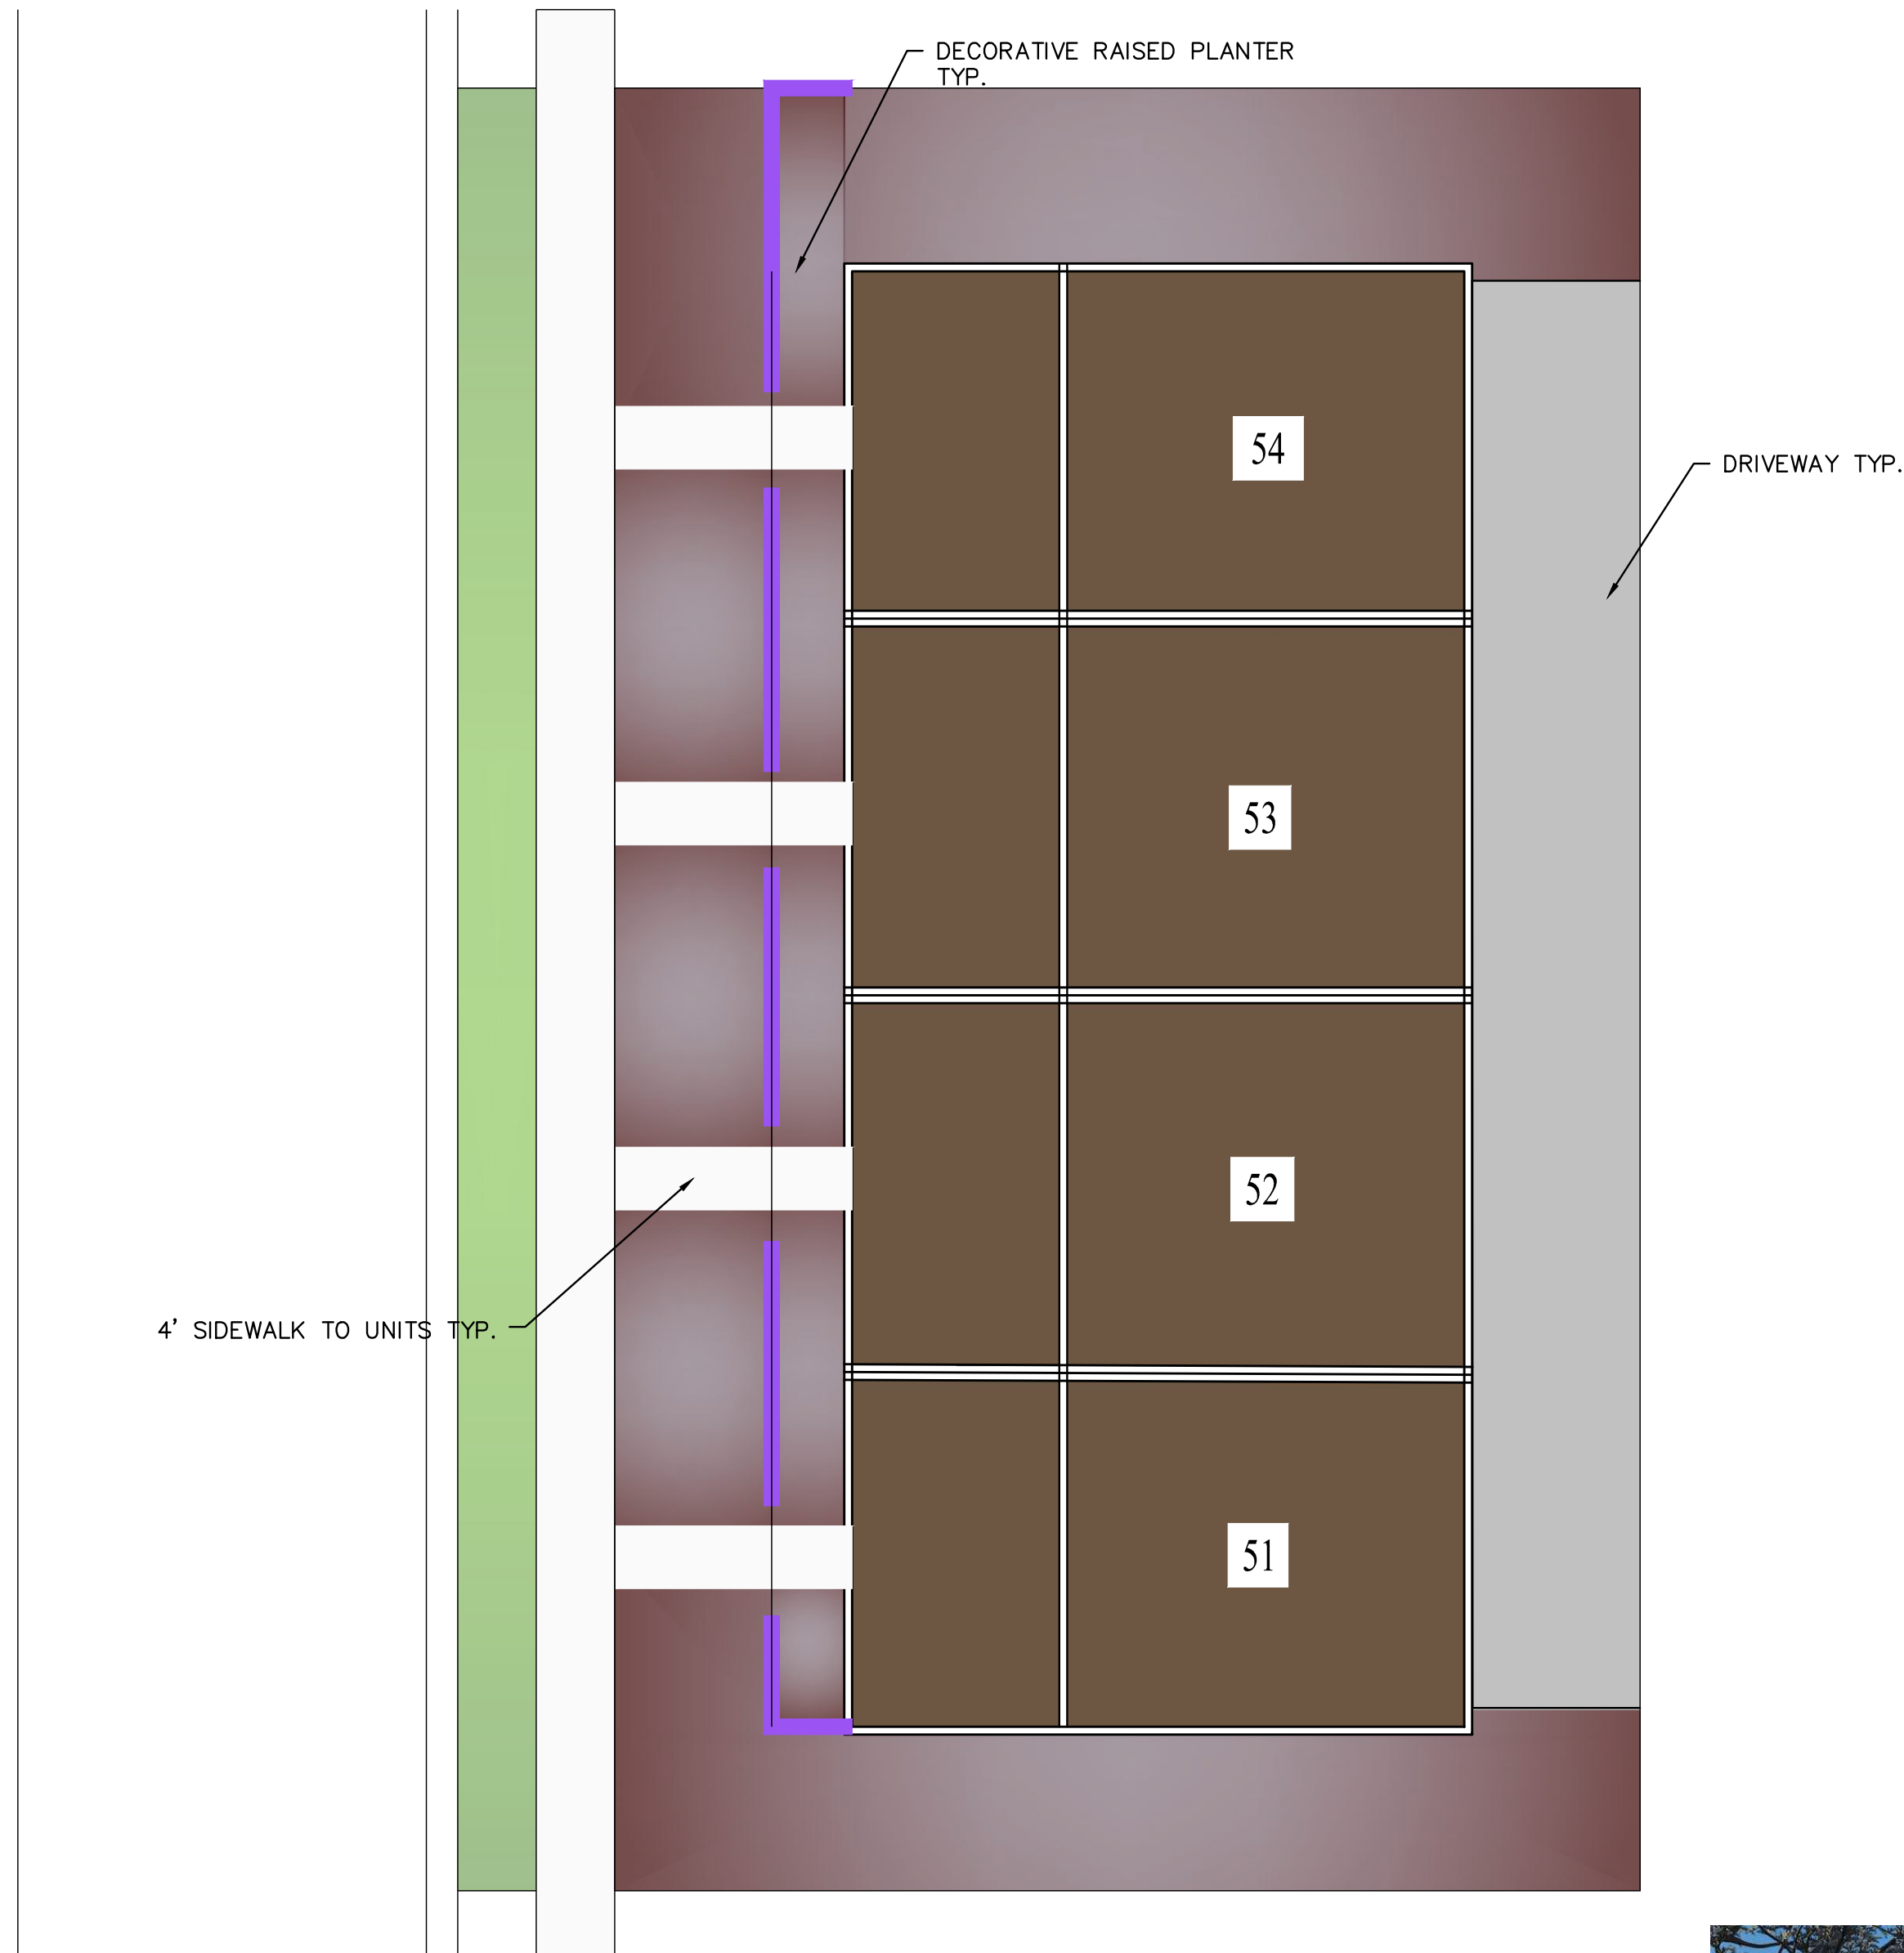 DECORATIVE RAISED PLANTER
TYP.
54
DRIVEWAY TYP.
53
52
4' SIDEWALK TO UNITS TYP.
51